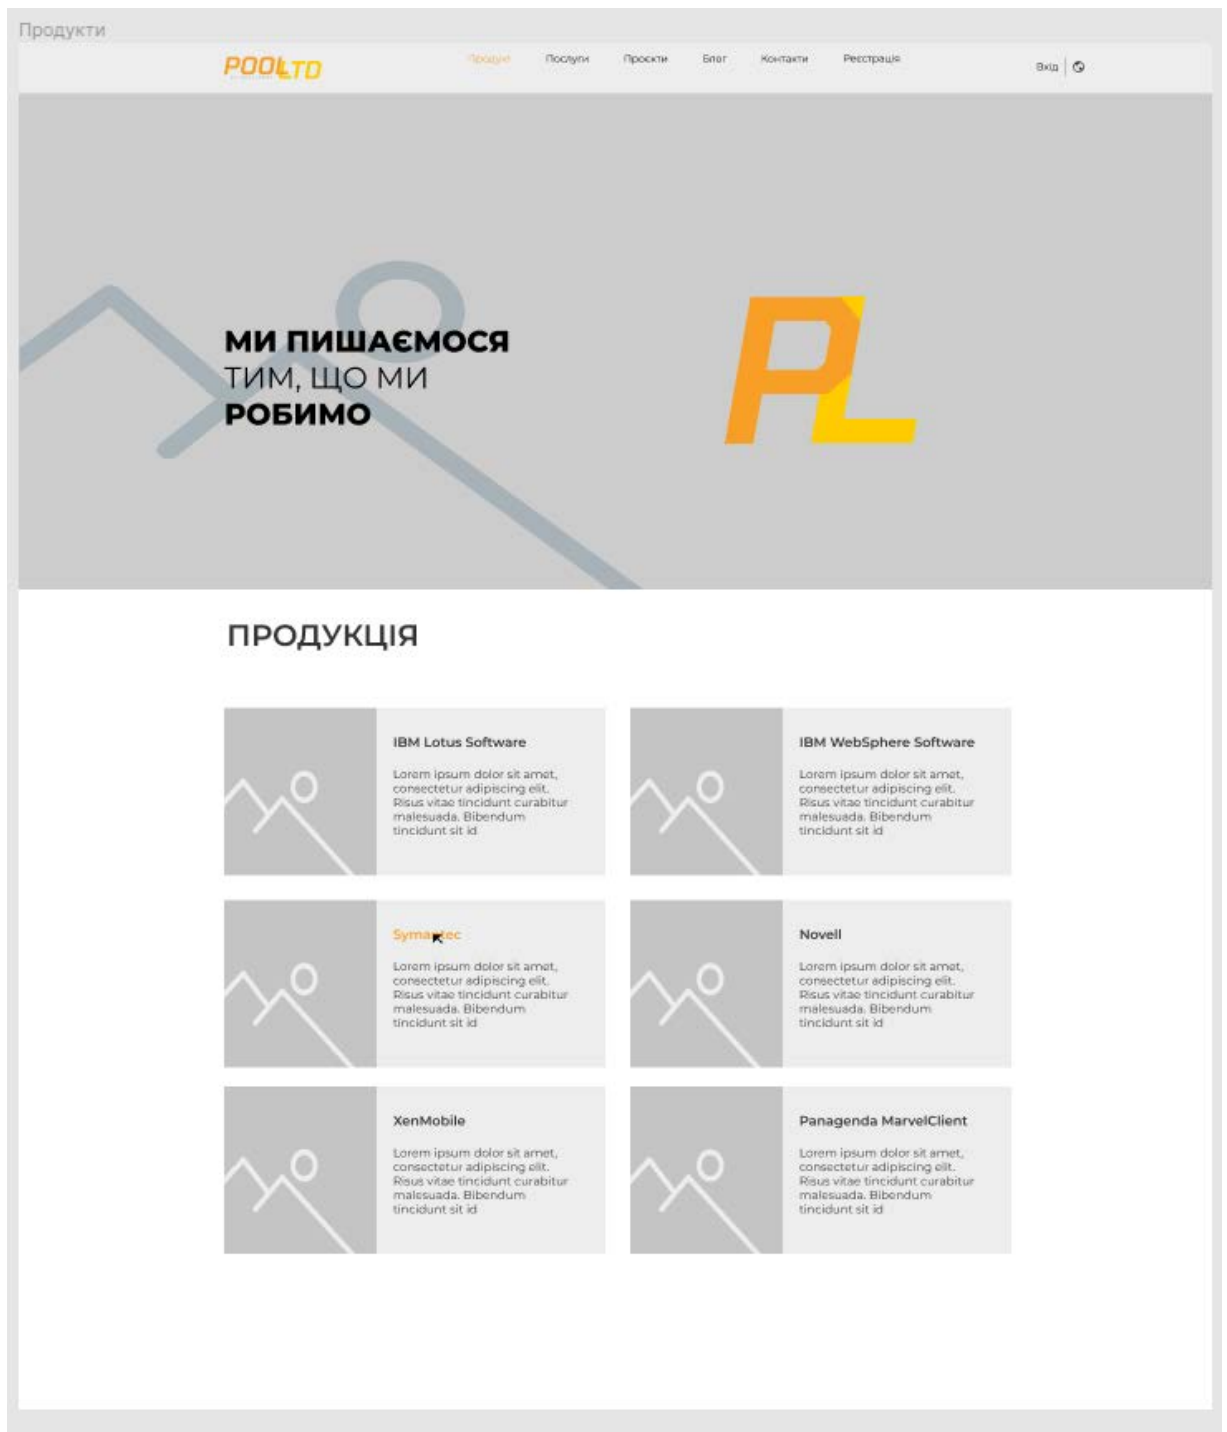 Продукти
POOLLTD
Продукт Послуги Проєкти Блог Контакти Реєстрація Вхід
МИ ПИШАЄМОСЯ
ТИМ, ЩО МИ
РОБИМО
PL
ПРОДУКЦІЯ
IBM Lotus Software
Lorem ipsum dolor sit amet,
consectetur adipiscing elit.
Risus vitae tincidunt curabitur
malesuada. Bibendum
tincidunt sit id
IBM WebSphere Software
Lorem ipsum dolor sit amet,
consectetur adipiscing elit.
Risus vitae tincidunt curabitur
malesuada. Bibendum
tincidunt sit id
Symantec
Lorem ipsum dolor sit amet,
consectetur adipiscing elit.
Risus vitae tincidunt curabitur
malesuada. Bibendum
tincidunt sit id
Novell
Lorem ipsum dolor sit amet,
consectetur adipiscing elit.
Risus vitae tincidunt curabitur
malesuada. Bibendum
tincidunt sit id
XenMobile
Lorem ipsum dolor sit amet,
consectetur adipiscing elit.
Risus vitae tincidunt curabitur
malesuada. Bibendum
tincidunt sit id
Panagenda MarvelClient
Lorem ipsum dolor sit amet,
consectetur adipiscing elit.
Risus vitae tincidunt curabitur
malesuada. Bibendum
tincidunt sit id